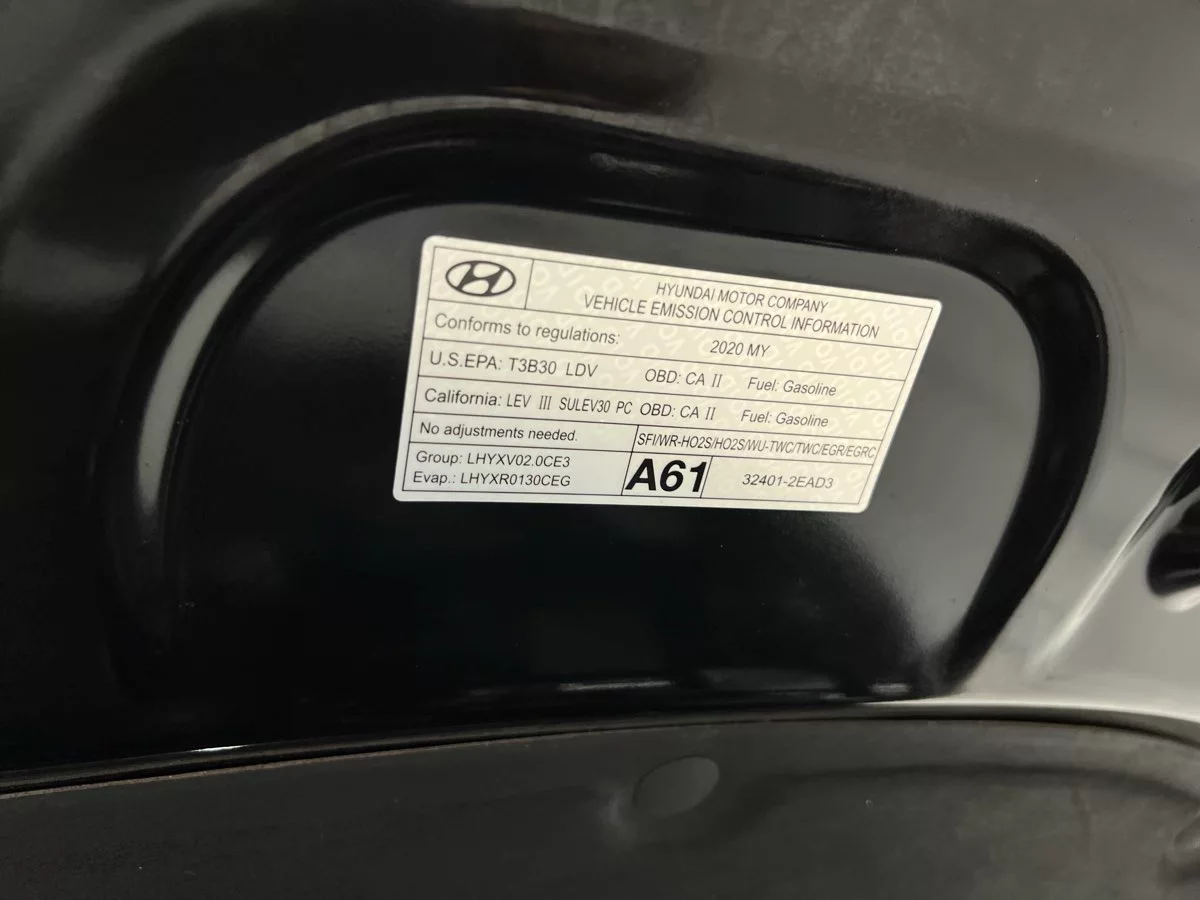 HYUNDAI MOTOR COMPANY
VEHICLE EMISSION CONTROL INFORMATION
Conforms to regulations: 2020 MY
U.S.EPA: T3B30 LDV OBD: CA II Fuel: Gasoline
California: LEV III SULEV30 PC OBD: CA II Fuel: Gasoline
No adjustments needed. SFI/WR-HO2S/HO2S/WU-TWC/TWC/EGR/EGRC
Group: LHYXV02.0CE3
Evap.: LHYXR0130CEG
A61
32401-2EAD3